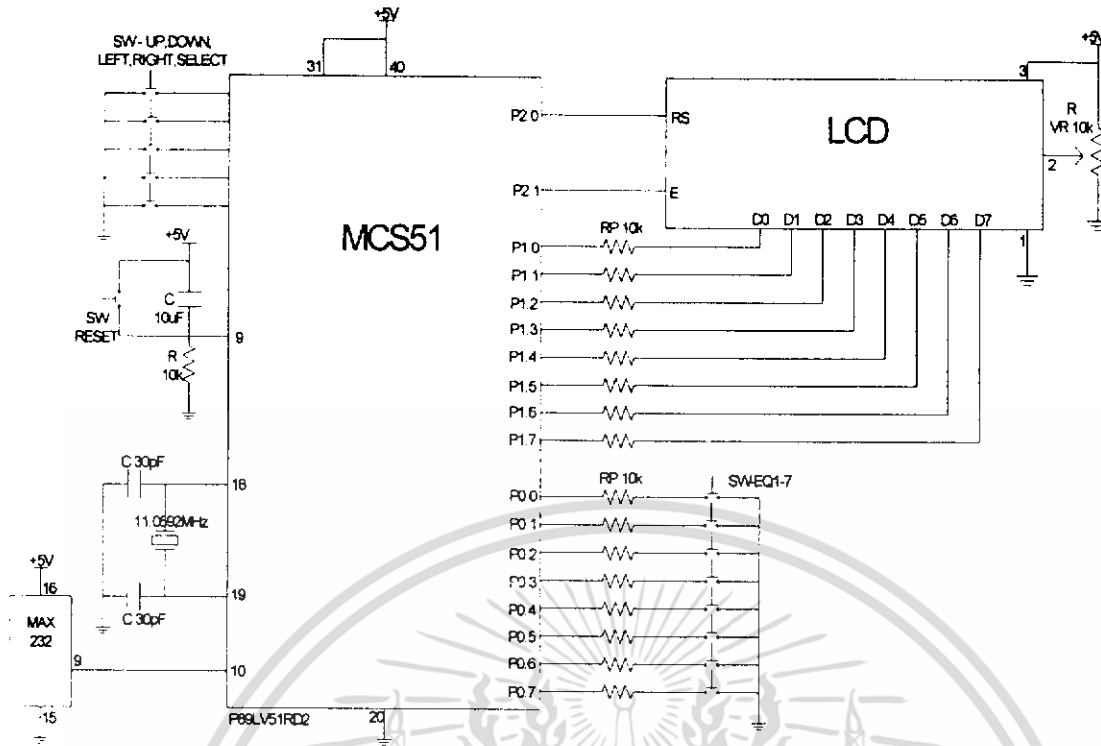 +5V
SW - UP,DOWN,
LEFT,RIGHT,SELECT
31
40
+5V
3
P2.0
RS
LCD
R
VR 10k
2
P2.1
E
MCS51
D0 D1 D2 D3 D4 D5 D6 D7
1
+5V
RP 10k
P1.0
P1.1
P1.2
P1.3
P1.4
P1.5
P1.6
P1.7
C
10uF
SW
RESET
9
R
10k
C 30pF
18
11.0592MHz
19
C 30pF
RP 10k
SW-EQ1-7
P0.0
P0.1
P0.2
P0.3
P0.4
P0.5
P0.6
P0.7
+5V
16
MAX
232
9
10
15
P89LV51RD2
20